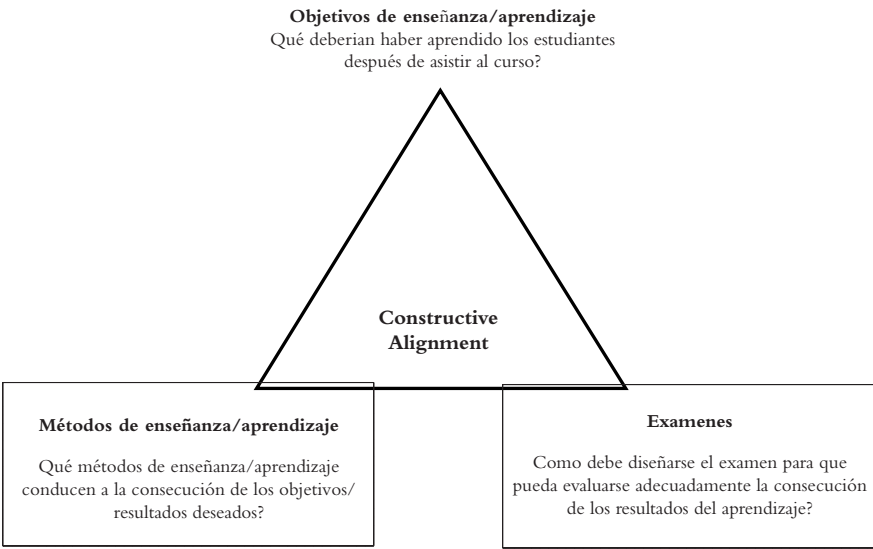 Objetivos de enseñanza/aprendizaje
Qué deberian haber aprendido los estudiantes
después de asistir al curso?
Constructive
Alignment
Métodos de enseñanza/aprendizaje
Qué métodos de enseñanza/aprendizaje
conducen a la consecución de los objetivos/
resultados deseados?
Examenes
Como debe diseñarse el examen para que
pueda evaluarse adecuadamente la consecución
de los resultados del aprendizaje?